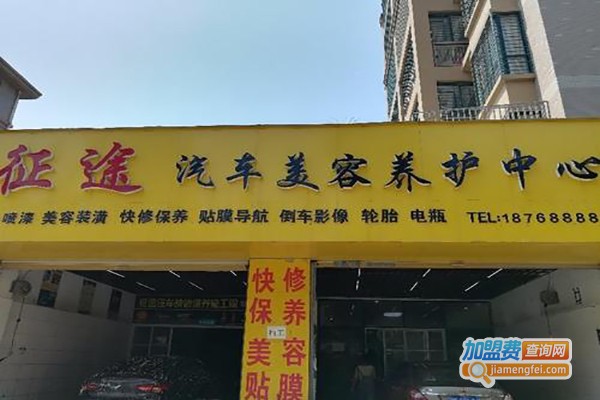 征途 汽车美容养护中心
喷漆 美容装潢 快修保养 贴膜导航 倒车影像 轮胎 电瓶 TEL:18768888
快修
保养
美容
贴膜
加盟费查询网
jiamengfei.com